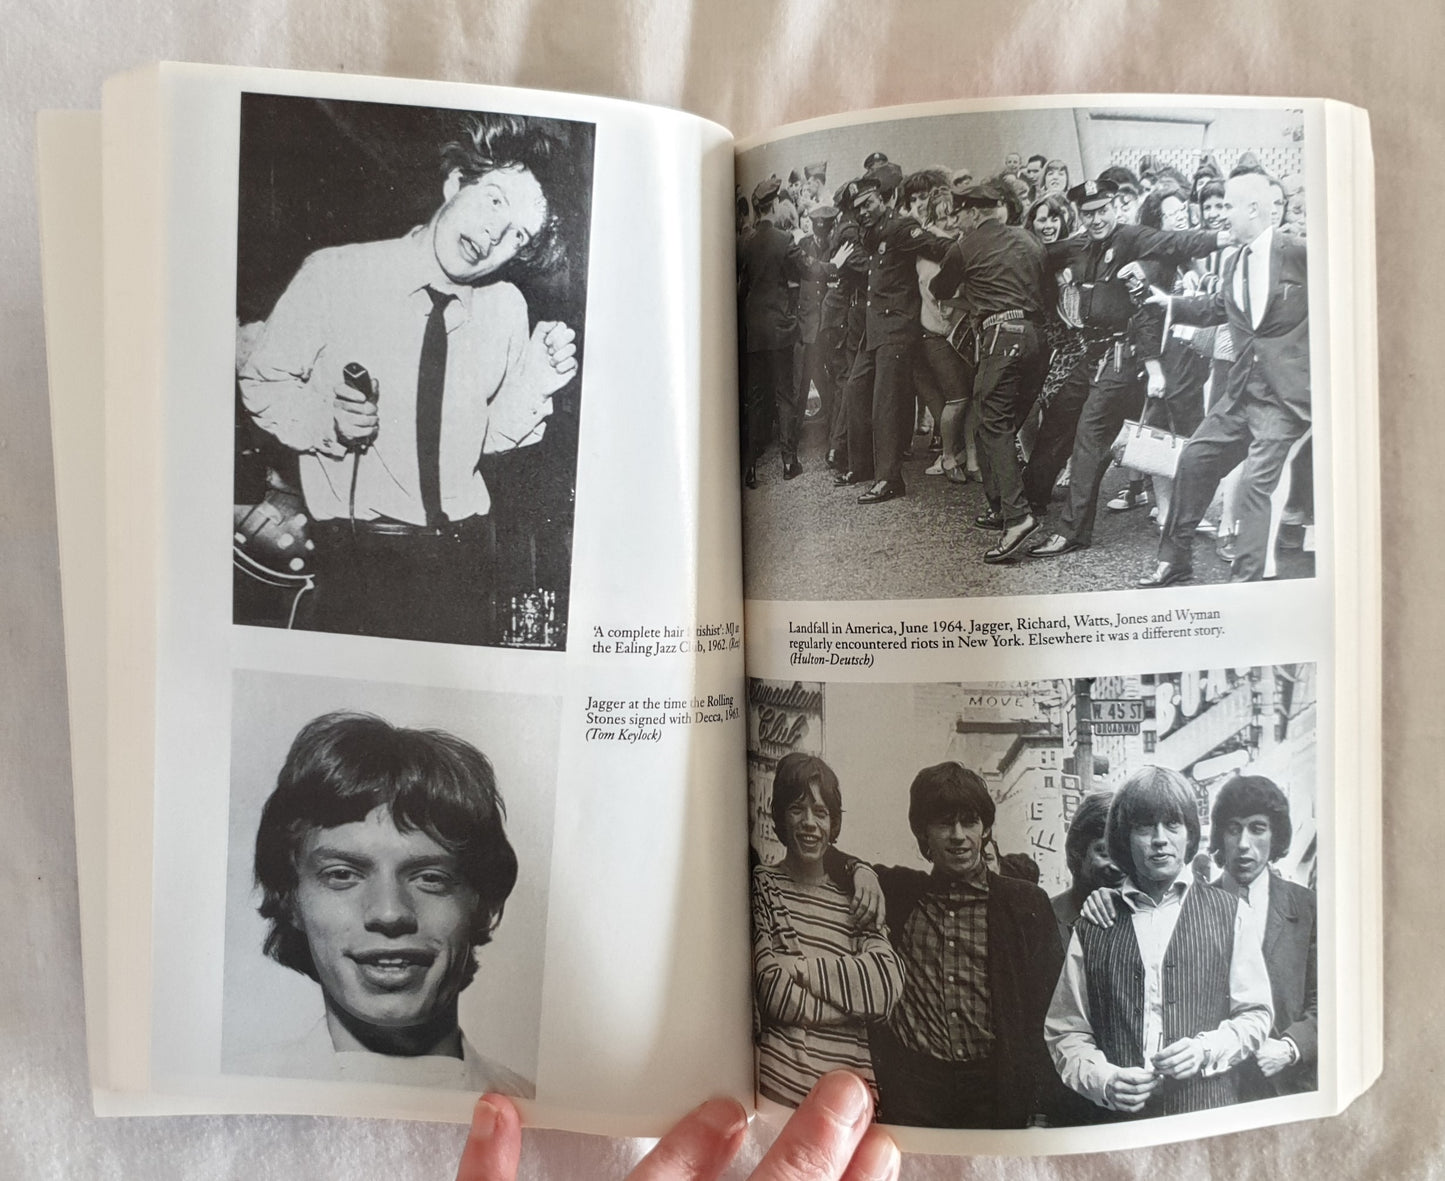 'A complete hair fetishist': MJ at
the Ealing Jazz Club, 1962. (Rex)
Jagger at the time the Rolling
Stones signed with Decca, 1963.
(Tom Keylock)
Landfall in America, June 1964. Jagger, Richard, Watts, Jones and Wyman
regularly encountered riots in New York. Elsewhere it was a different story.
(Hulton-Deutsch)
MOVE
W. 45 ST
BROADWAY